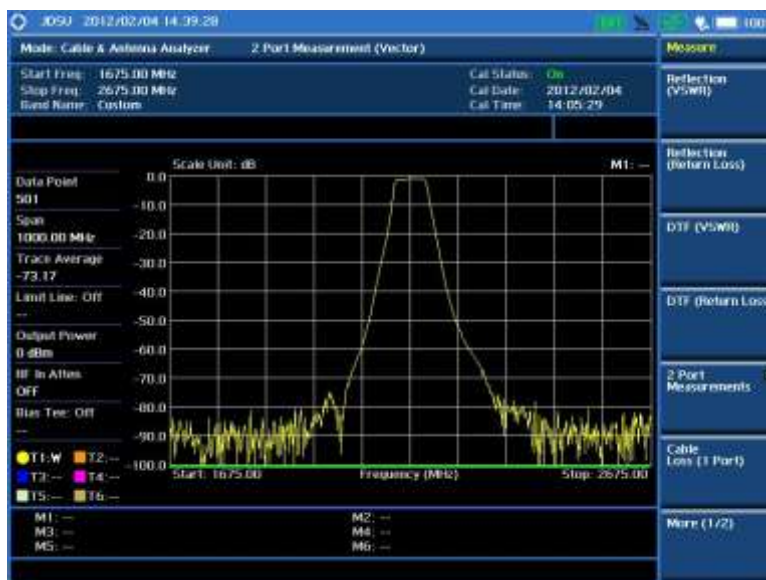 JDSU 2012/02/04 14:39:28
100
Mode: Cable & Antenna Analyzer 2 Port Measurement (Vector)
Measure
Start Freq: 1675.00 MHz
Stop Freq: 2675.00 MHz
Band Name: Custom
Cal Status: On
Cal Date: 2012/02/04
Cal Time: 14:05:29
Reflection
(VSWR)
Reflection
(Return Loss)
DTF (VSWR)
DTF (Return Loss
2 Port
Measurements
Cable
Loss (1 Port)
More (1/2)
Scale Unit: dB
M1: --
Data Point
501
Span
1000.00 MHz
Trace Average
-73.17
Limit Line: Off
--
Output Power
0 dBm
RF In Atten
OFF
Bias Tee: Off
--
T1:W T2:--
T3:-- T4:--
T5:-- T6:--
0.0
-10.0
-20.0
-30.0
-40.0
-50.0
-60.0
-70.0
-80.0
-90.0
-100.0
Start: 1675.00 Frequency (MHz) Stop: 2675.00
M1: -- M2: --
M3: -- M4: --
M5: -- M6: --